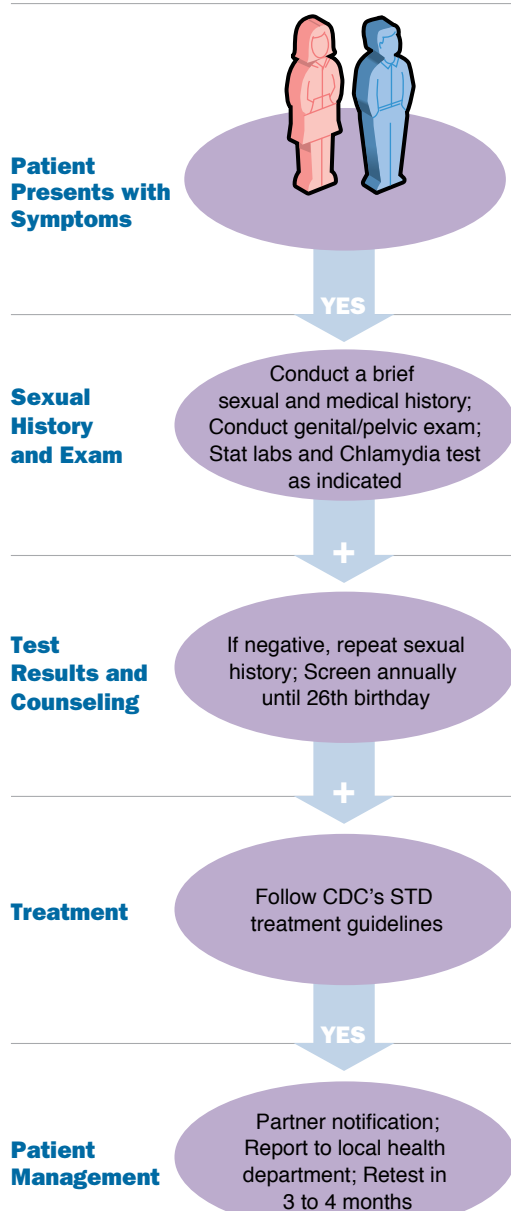 Patient
Presents with
Symptoms
YES
Sexual
History
and Exam
Conduct a brief
sexual and medical history;
Conduct genital/pelvic exam;
Stat labs and Chlamydia test
as indicated
+
Test
Results and
Counseling
If negative, repeat sexual
history; Screen annually
until 26th birthday
+
Treatment
Follow CDC's STD
treatment guidelines
YES
Patient
Management
Partner notification;
Report to local health
department; Retest in
3 to 4 months